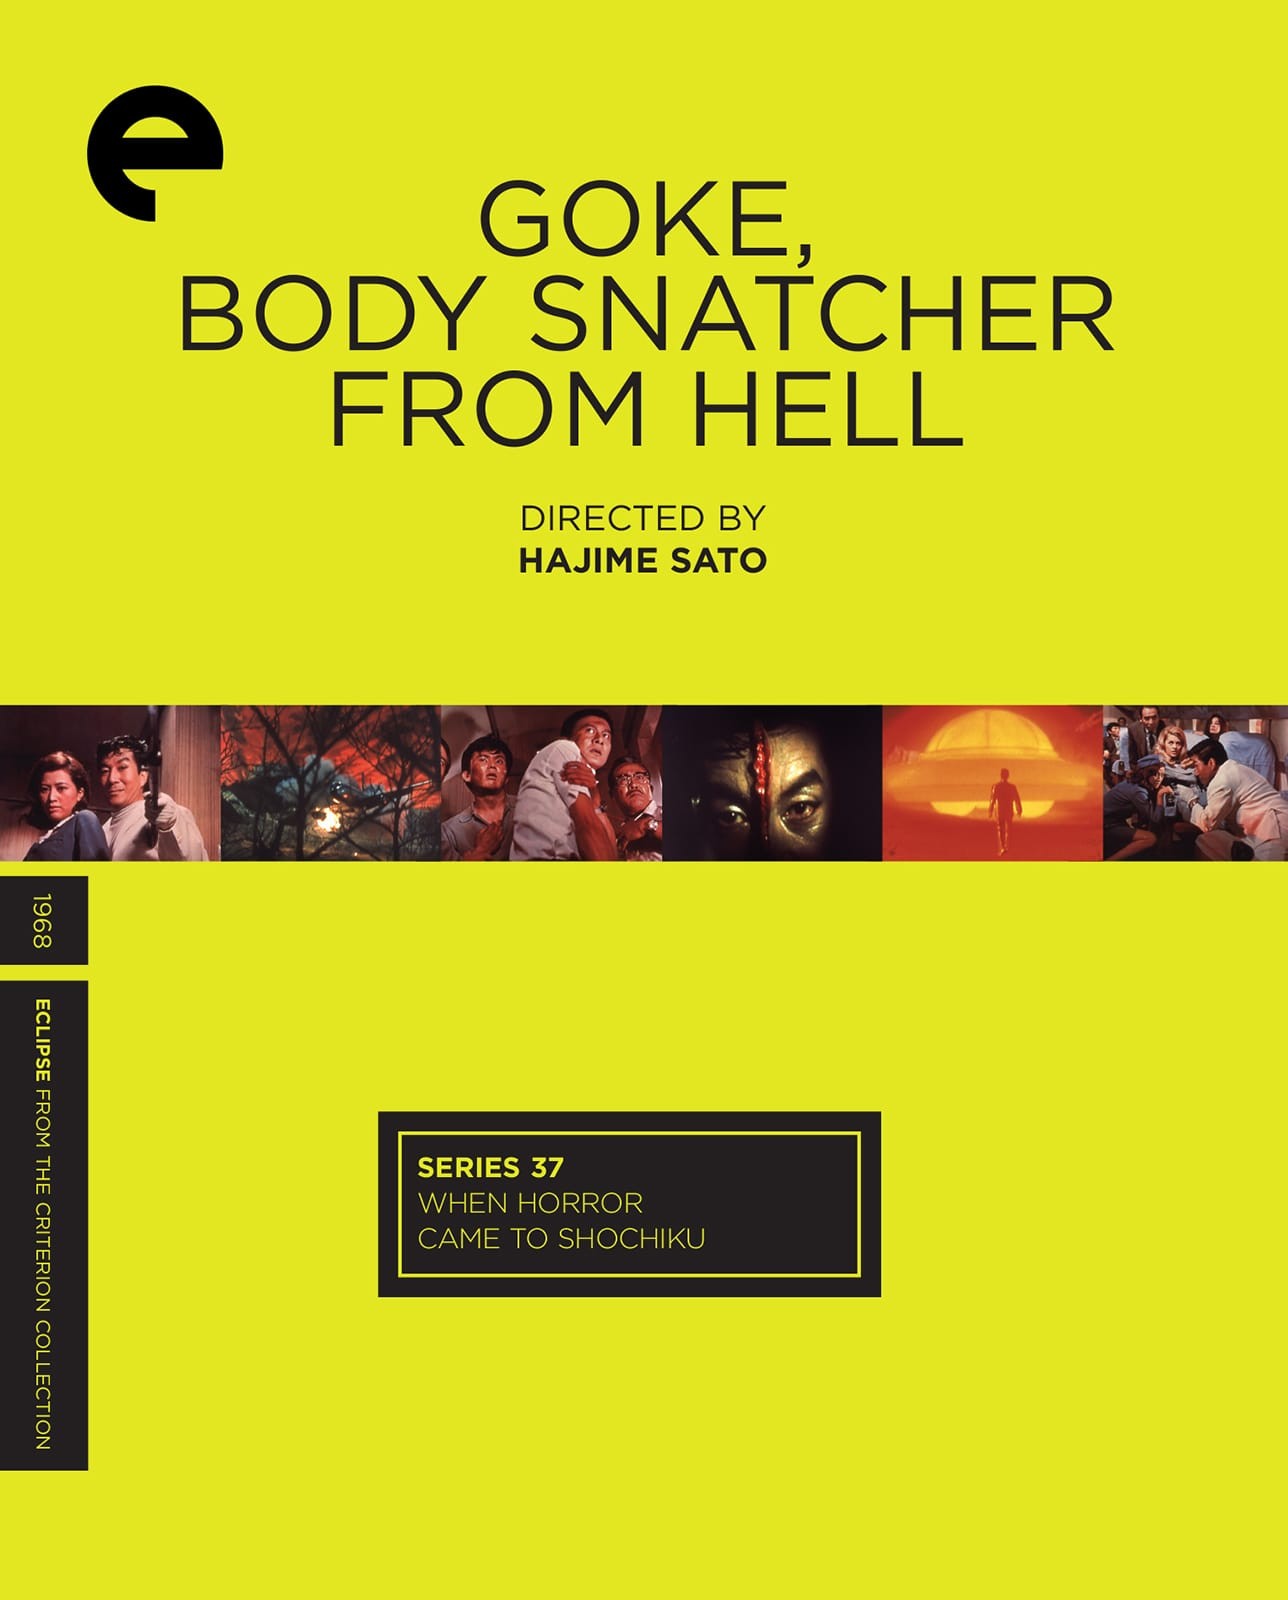 e
GOKE,
BODY SNATCHER
FROM HELL
DIRECTED BY
HAJIME SATO
1968
ECLIPSE FROM THE CRITERION COLLECTION
SERIES 37
WHEN HORROR
CAME TO SHOCHIKU